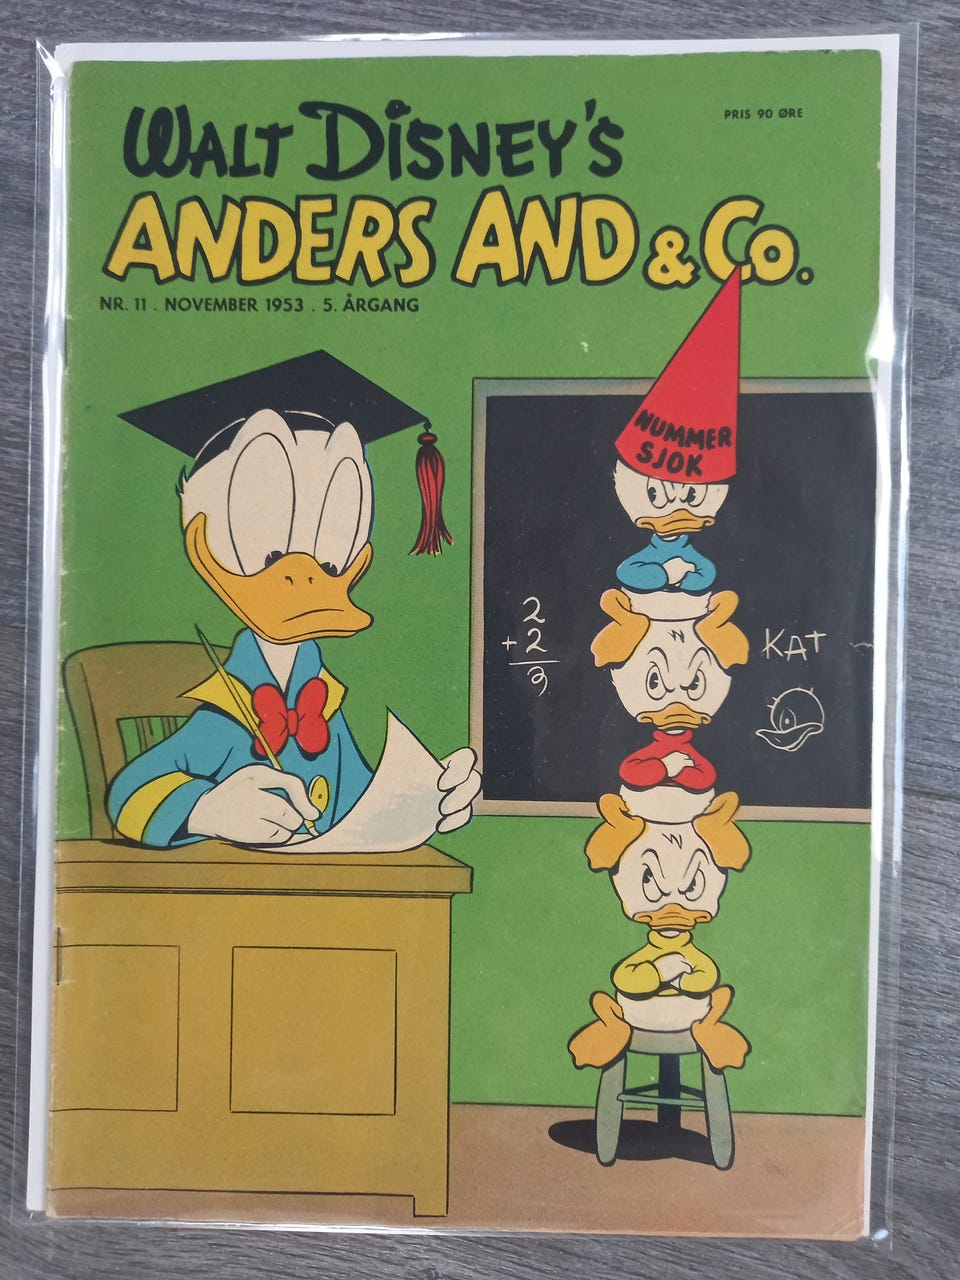 WALT DISNEY'S
PRIS 90 ØRE
ANDERS AND & Co.
NR. 11 . NOVEMBER 1953 . 5. ÅRGANG
NUMMER
SJOK
2
+ 2
3
KAT